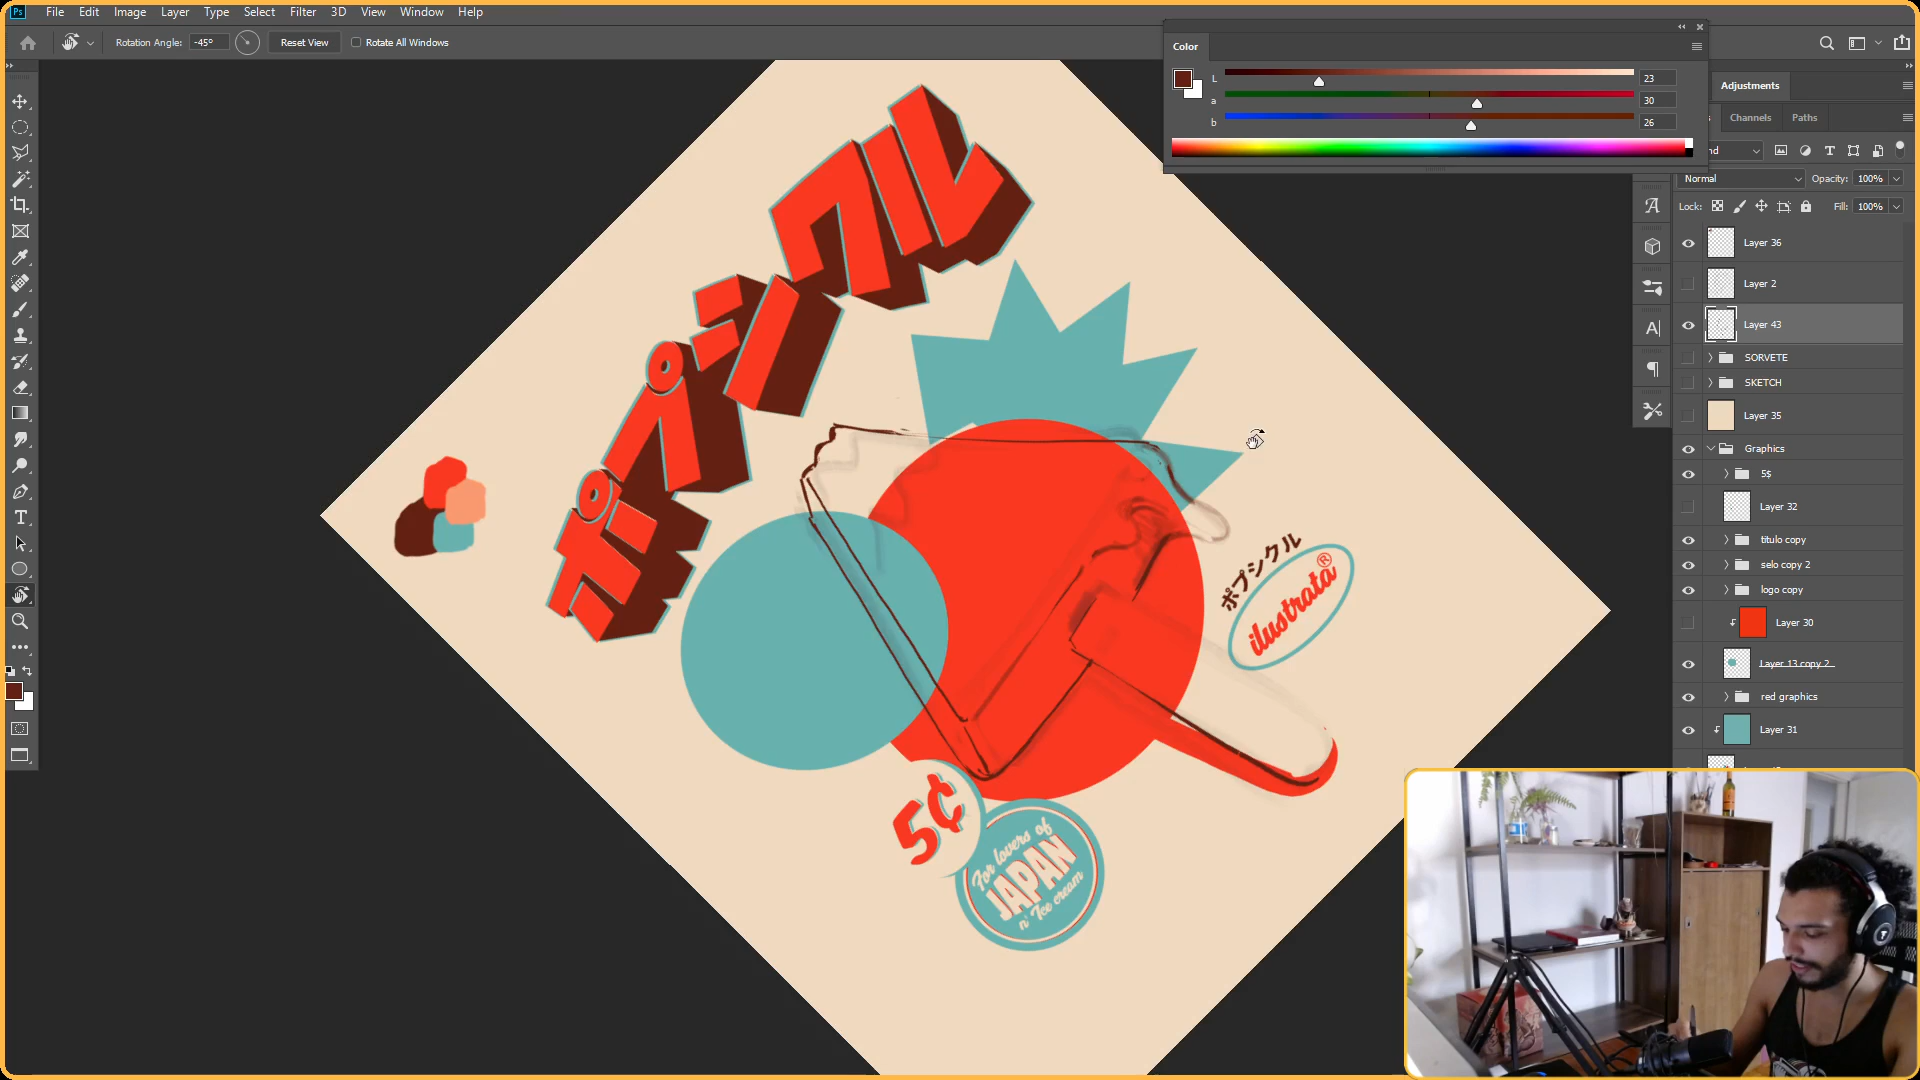 Ps File Edit Image Layer Type Select Filter 3D View Window Help
Rotation Angle: -45° Reset View Rotate All Windows
Color
L 23
a 30
b 26
Adjustments
s Channels Paths
nd
Normal Opacity: 100%
Lock: Fill: 100%
Layer 36
Layer 2
Layer 43
SORVETE
SKETCH
Layer 35
Graphics
5$
Layer 32
titulo copy
selo copy 2
logo copy
Layer 30
Layer 13 copy 2
red graphics
Layer 31
ポプシクル
ポプシクル
ilustrata®
5¢
For lovers of
JAPAN
n' Ice cream